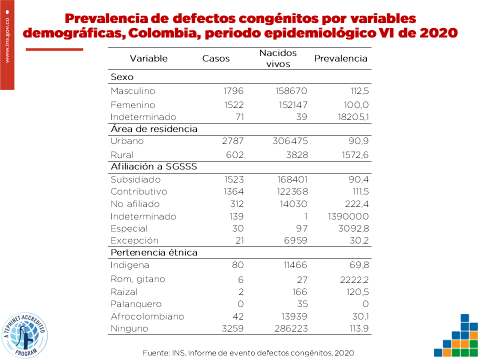 www.ins.gov.co
Prevalencia de defectos congénitos por variables
demográficas, Colombia, periodo epidemiológico VI de 2020
Variable Casos Nacidos vivos Prevalencia
Sexo
Masculino 1796 158670 112,5
Femenino 1522 152147 100,0
Indeterminado 71 39 18205,1
Área de residencia
Urbano 2787 306475 90,9
Rural 602 3828 1572,6
Afiliación a SGSSS
Subsidiado 1523 168401 90,4
Contributivo 1364 122368 111,5
No afiliado 312 14030 222,4
Indeterminado 139 1 1390000
Especial 30 97 3092,8
Excepción 21 6959 30,2
Pertenencia étnica
Indigena 80 11466 69,8
Rom, gitano 6 27 2222,2
Raizal 2 166 120,5
Palanquero 0 35 0
Afrocolombiano 42 13939 30,1
Ninguno 3259 286223 113,9
Fuente: INS, Informe de evento defectos congénitos, 2020
A TEPHINET ACCREDITED
PROGRAM